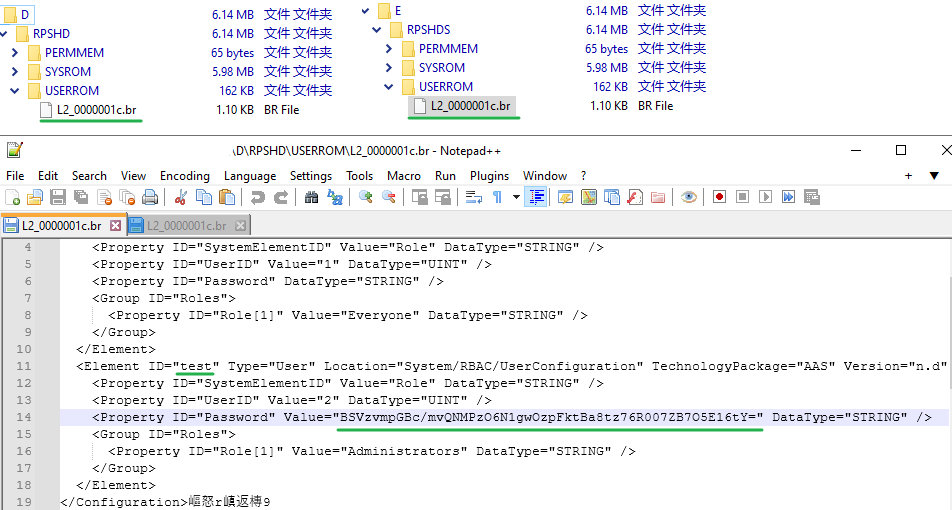 D 6.14 MB 文件 文件夹
RPSHD 6.14 MB 文件 文件夹
PERMMEM 65 bytes 文件 文件夹
SYSROM 5.98 MB 文件 文件夹
USERROM 162 KB 文件 文件夹
L2_0000001c.br 1.10 KB BR File
E 6.14 MB 文件 文件夹
RPSHDS 6.14 MB 文件 文件夹
PERMMEM 65 bytes 文件 文件夹
SYSROM 5.98 MB 文件 文件夹
USERROM 162 KB 文件 文件夹
L2_0000001c.br 1.10 KB BR File
\D\RPSHD\USERROM\L2_0000001c.br - Notepad++
File Edit Search View Encoding Language Settings Tools Macro Run Plugins Window ? + ▼ X
L2_0000001c.br L2_0000001c.br
4 <Property ID="SystemElementID" Value="Role" DataType="STRING" />
5 <Property ID="UserID" Value="1" DataType="UINT" />
6 <Property ID="Password" DataType="STRING" />
7 <Group ID="Roles">
8 <Property ID="Role[1]" Value="Everyone" DataType="STRING" />
9 </Group>
10 </Element>
11 <Element ID="test" Type="User" Location="System/RBAC/UserConfiguration" TechnologyPackage="AAS" Version="n.d"
12 <Property ID="SystemElementID" Value="Role" DataType="STRING" />
13 <Property ID="UserID" Value="2" DataType="UINT" />
14 <Property ID="Password" Value="BSVzvmpGBc/mvQNMPzO6N1gwOzpFktBa8tz76R007ZB7O5E16tY=" DataType="STRING" />
15 <Group ID="Roles">
16 <Property ID="Role[1]" Value="Administrators" DataType="STRING" />
17 </Group>
18 </Element>
19 </Configuration>嶇怒r嵮返榑9